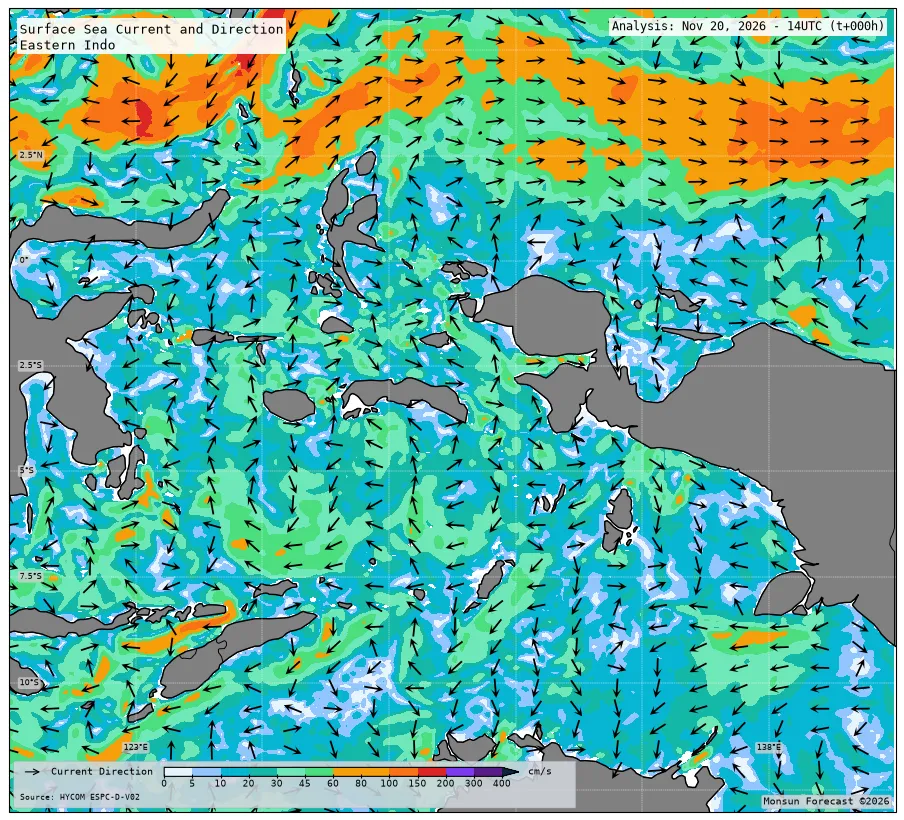 Surface Sea Current and Direction
Eastern Indo
Analysis: Nov 20, 2026 - 14UTC (t+000h)
2.5°N
0°
2.5°S
5°S
7.5°S
10°S
123°E
138°E
Current Direction
0 5 10 20 30 45 60 80 100 150 200 300 400
cm/s
Source: HYCOM ESPC-D-V02
Monsun Forecast ©2026